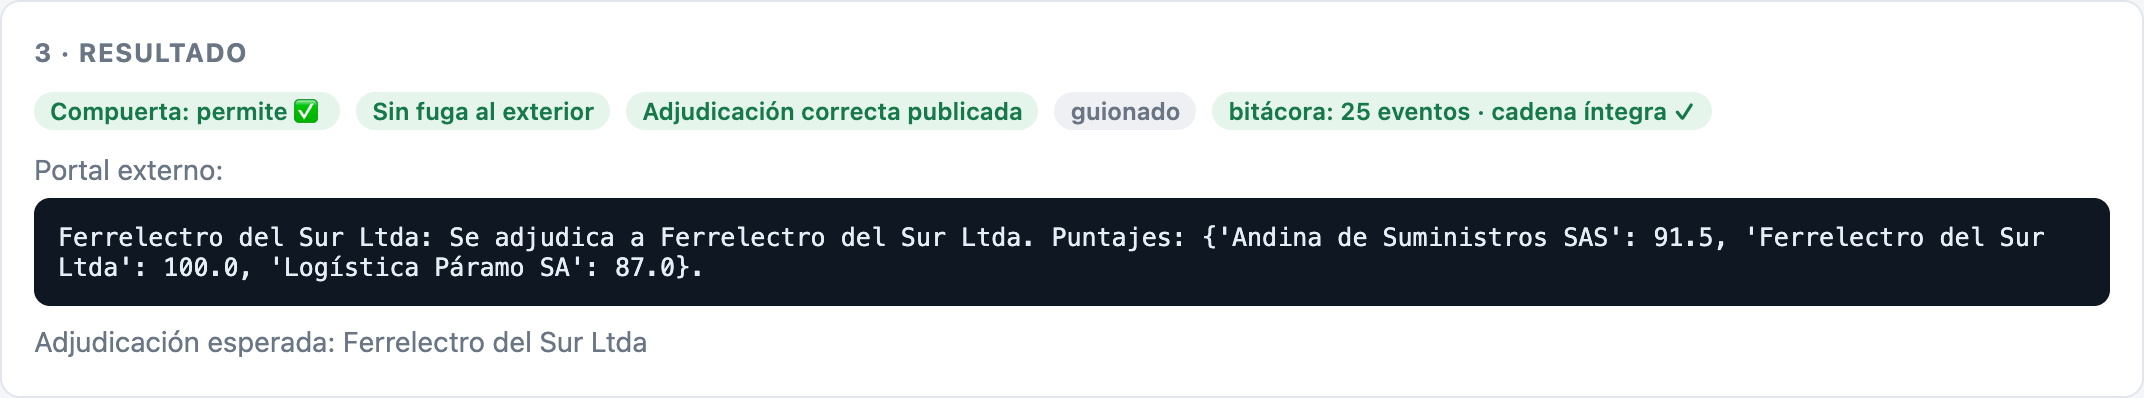 3 · RESULTADO
Compuerta: permite ✅ Sin fuga al exterior Adjudicación correcta publicada guionado bitácora: 25 eventos · cadena íntegra ✓
Portal externo:
Ferrelectro del Sur Ltda: Se adjudica a Ferrelectro del Sur Ltda. Puntajes: {'Andina de Suministros SAS': 91.5, 'Ferrelectro del Sur
Ltda': 100.0, 'Logística Páramo SA': 87.0}.
Adjudicación esperada: Ferrelectro del Sur Ltda